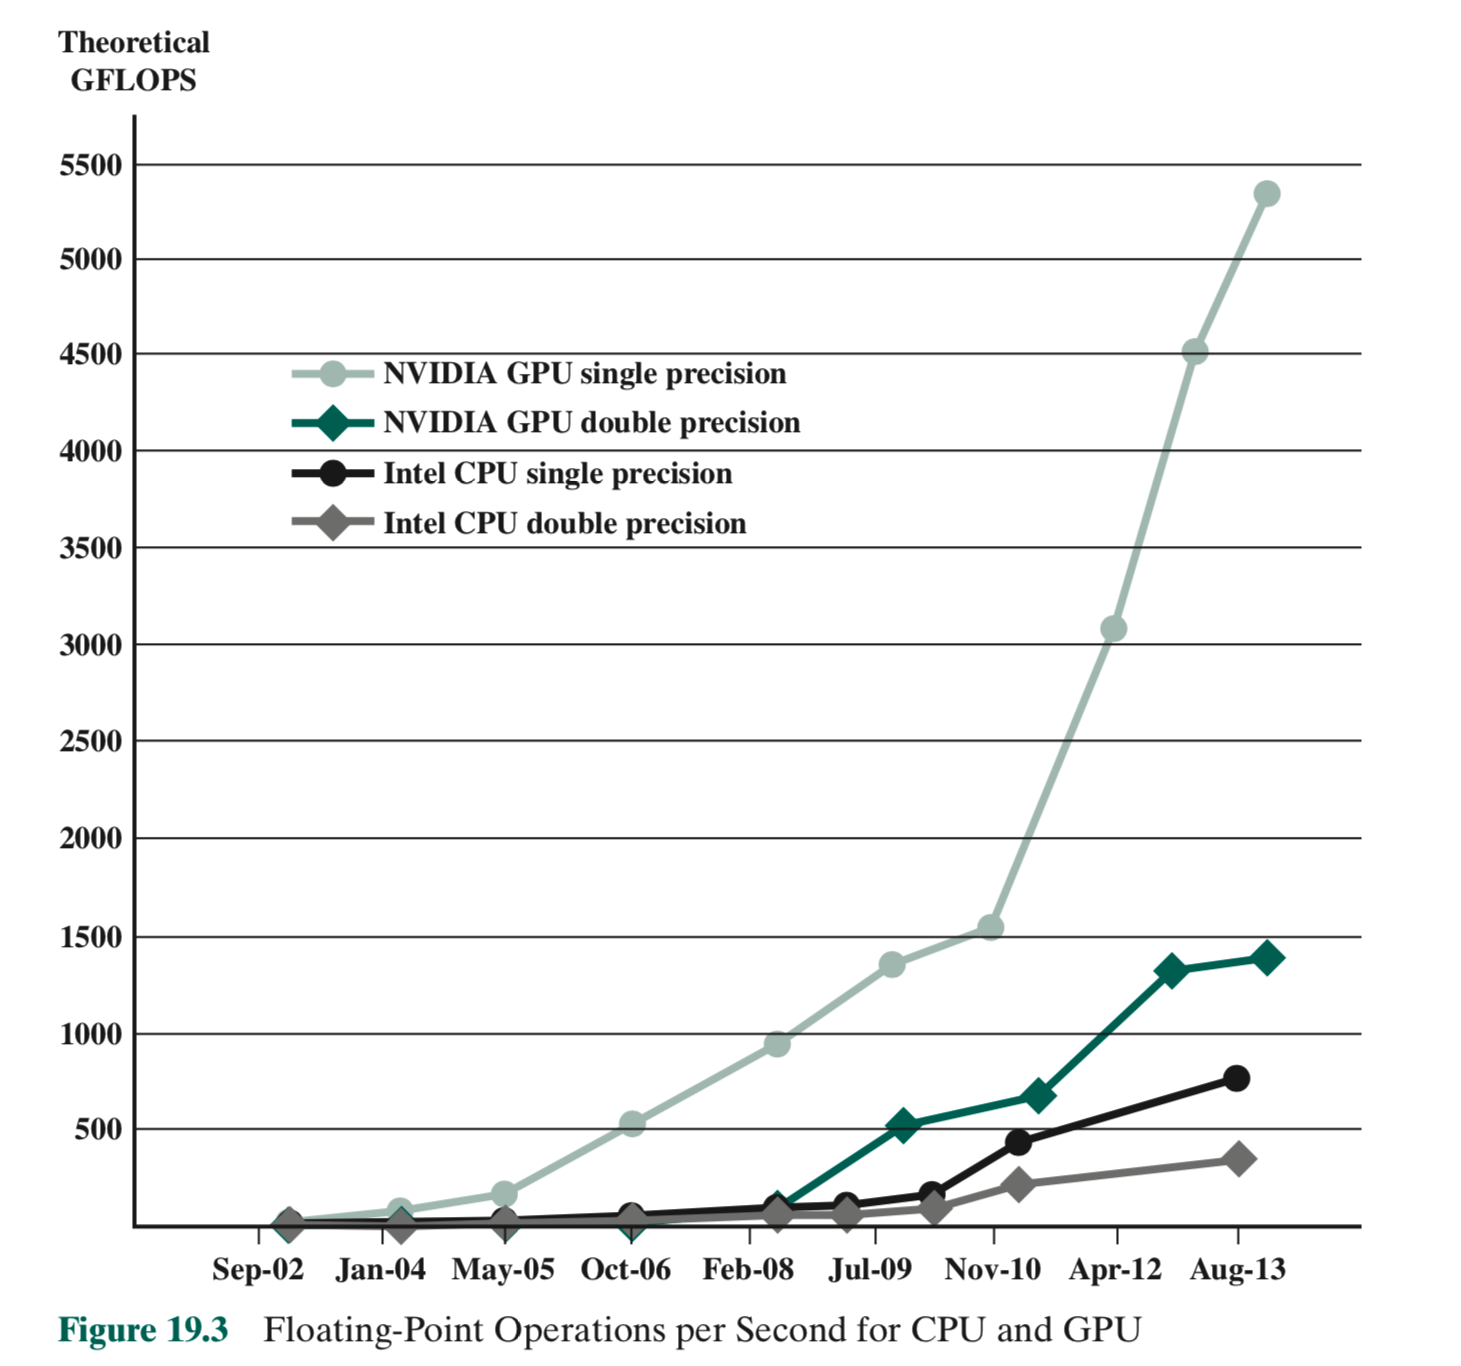 Theoretical
GFLOPS
5500
5000
4500
4000
3500
3000
2500
2000
1500
1000
500
NVIDIA GPU single precision
NVIDIA GPU double precision
Intel CPU single precision
Intel CPU double precision
Sep-02 Jan-04 May-05 Oct-06 Feb-08 Jul-09 Nov-10 Apr-12 Aug-13
Figure 19.3 Floating-Point Operations per Second for CPU and GPU